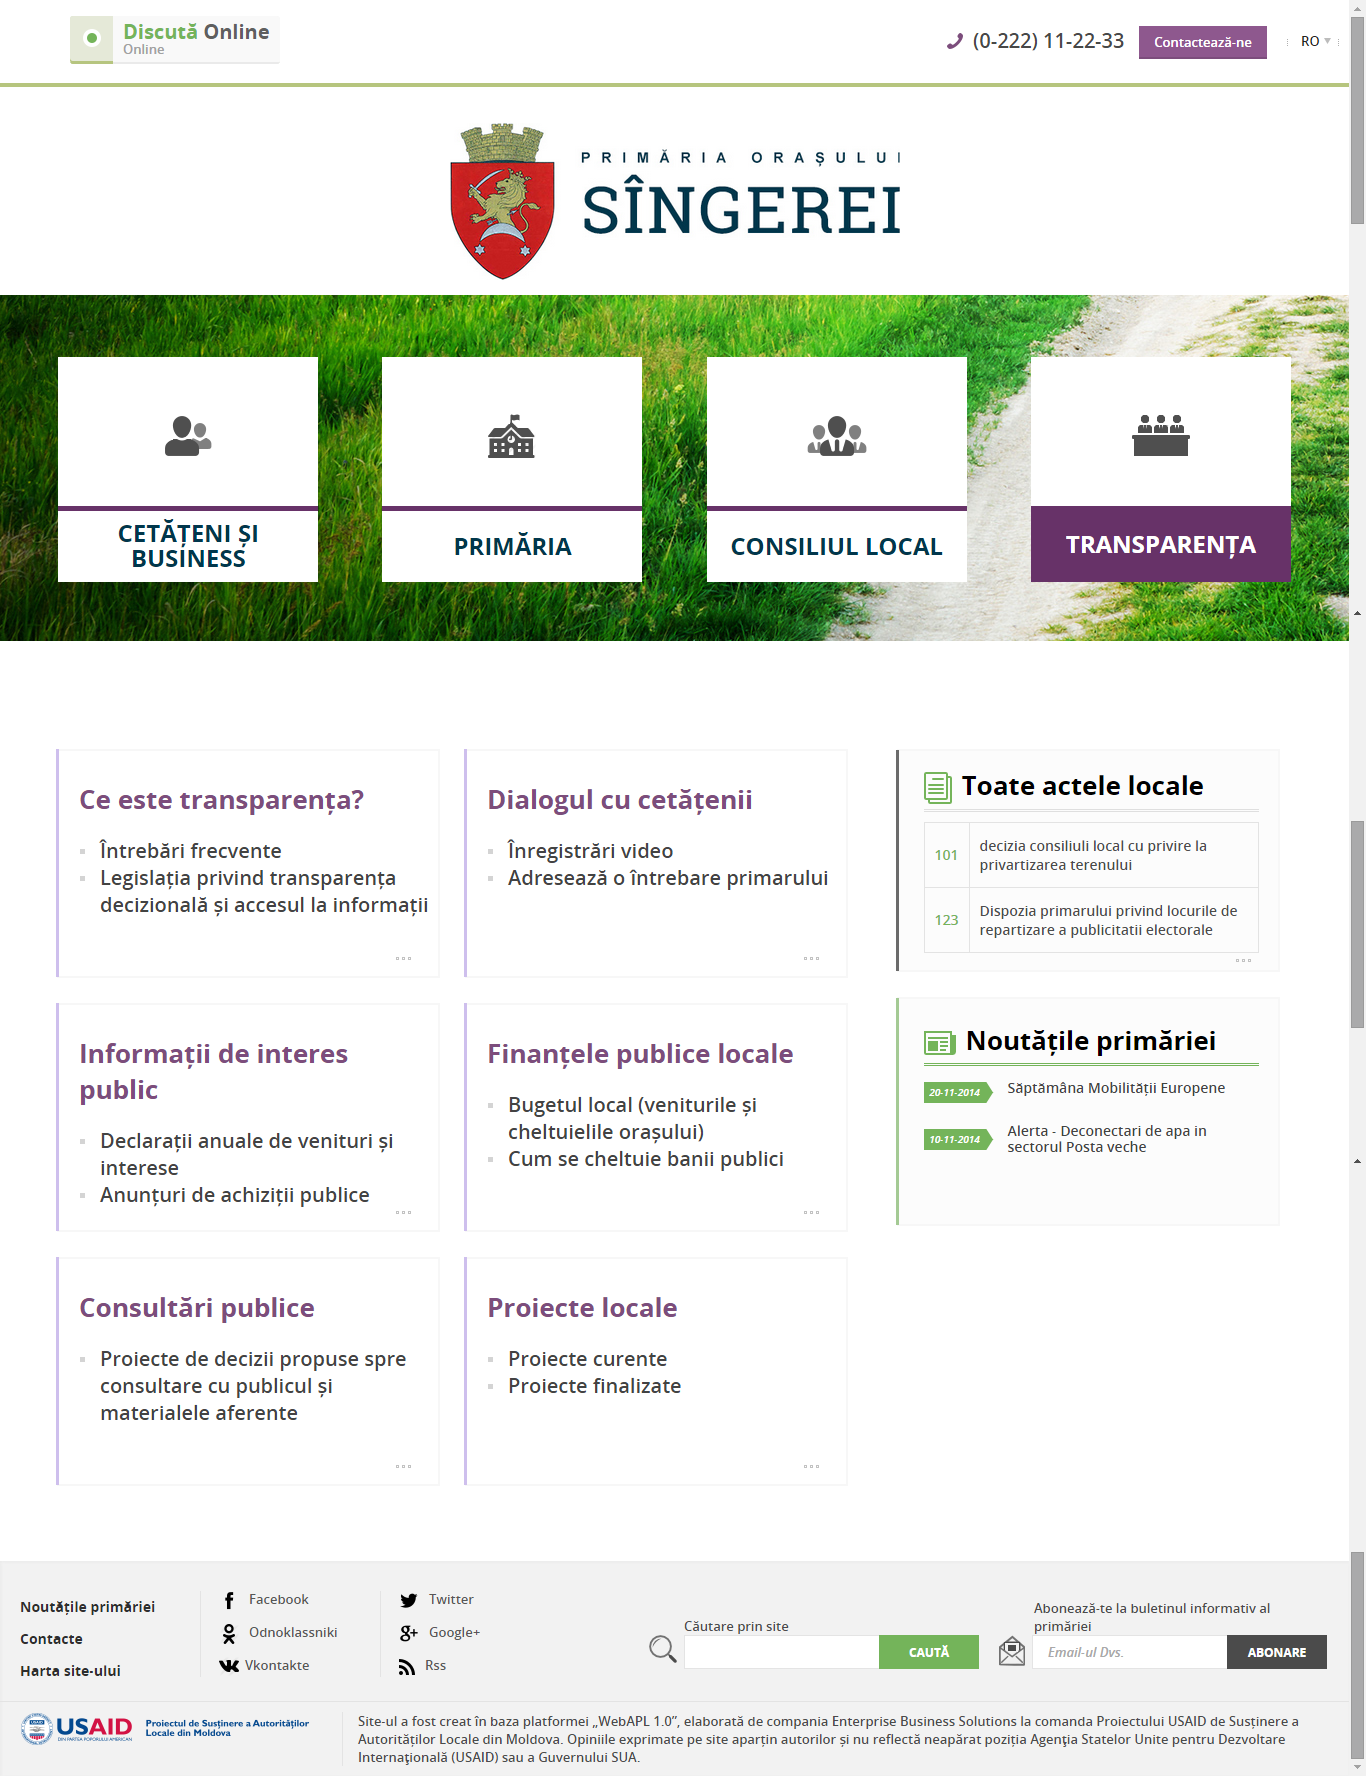 Discută Online
Online
(0-222) 11-22-33
Contactează-ne
RO
PRIMĂRIA ORAȘULUI
SÎNGEREI
CETĂȚENI ȘI
BUSINESS
PRIMĂRIA
CONSILIUL LOCAL
TRANSPARENȚA
Ce este transparența?
Întrebări frecvente
Legislația privind transparența
decizională și accesul la informații
Dialogul cu cetățenii
Înregistrări video
Adresează o întrebare primarului
Toate actele locale
101
decizia consiliuli local cu privire la
privartizarea terenului
123
Dispozia primarului privind locurile de
repartizare a publicitatii electorale
Informații de interes
public
Declarații anuale de venituri și
interese
Anunțuri de achiziții publice
Finanțele publice locale
Bugetul local (veniturile și
cheltuielile orașului)
Cum se cheltuie banii publici
Noutățile primăriei
20-11-2014
Săptămâna Mobilității Europene
10-11-2014
Alerta - Deconectari de apa in
sectorul Posta veche
Consultări publice
Proiecte de decizii propuse spre
consultare cu publicul și
materialele aferente
Proiecte locale
Proiecte curente
Proiecte finalizate
Noutățile primăriei
Contacte
Harta site-ului
Facebook
Odnoklassniki
Vkontakte
Twitter
Google+
Rss
Căutare prin site
CAUTĂ
Abonează-te la buletinul informativ al
primăriei
Email-ul Dvs.
ABONARE
USAID
DIN PARTEA POPORULUI AMERICAN
Proiectul de Susținere a Autorităților
Locale din Moldova
Site-ul a fost creat în baza platformei „WebAPL 1.0”, elaborată de compania Enterprise Business Solutions la comanda Proiectului USAID de Susținere a
Autorităților Locale din Moldova. Opiniile exprimate pe site aparțin autorilor și nu reflectă neapărat poziția Agenția Statelor Unite pentru Dezvoltare
Internațională (USAID) sau a Guvernului SUA.